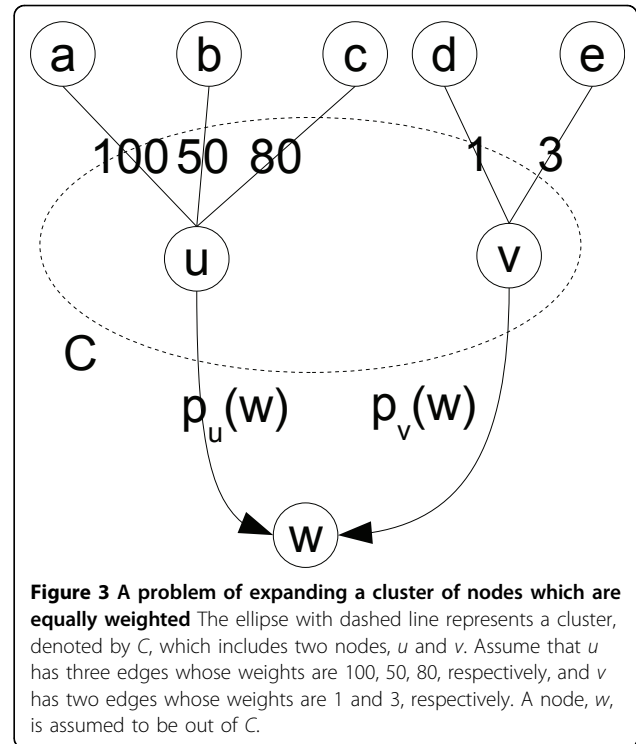 a b c d e
100 50 80 1 3
u v
C
pu(w) pv(w)
w
Figure 3 A problem of expanding a cluster of nodes which are
equally weighted The ellipse with dashed line represents a cluster,
denoted by C, which includes two nodes, u and v. Assume that u
has three edges whose weights are 100, 50, 80, respectively, and v
has two edges whose weights are 1 and 3, respectively. A node, w,
is assumed to be out of C.